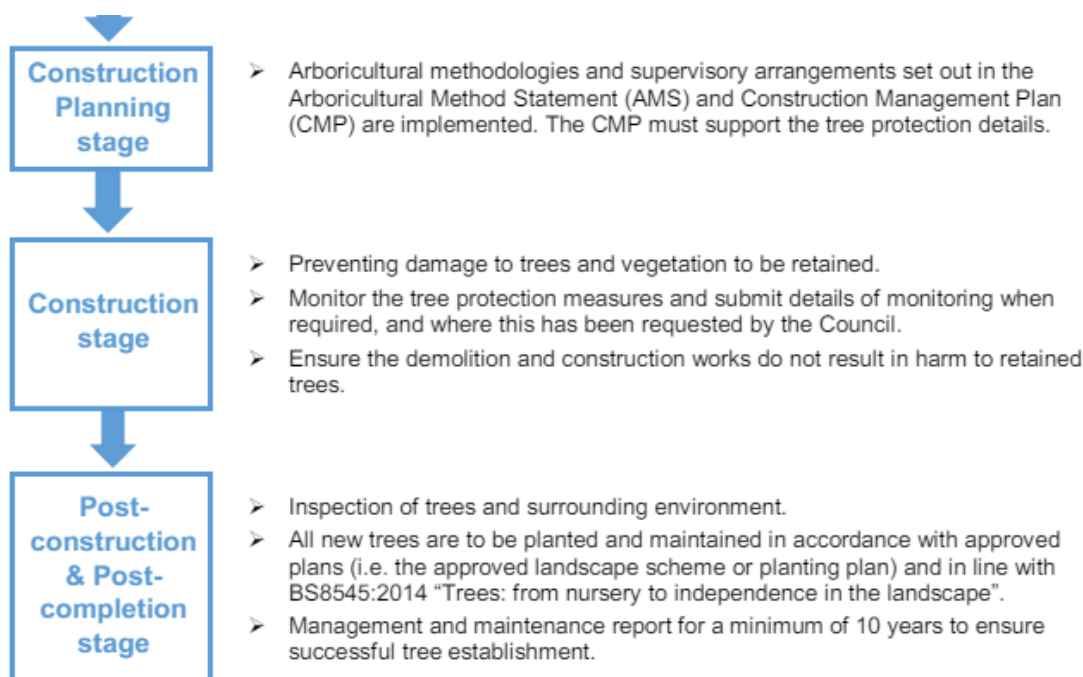 Construction
Planning
stage
➤ Arboricultural methodologies and supervisory arrangements set out in the
Arboricultural Method Statement (AMS) and Construction Management Plan
(CMP) are implemented. The CMP must support the tree protection details.
Construction
stage
➤ Preventing damage to trees and vegetation to be retained.
➤ Monitor the tree protection measures and submit details of monitoring when
required, and where this has been requested by the Council.
➤ Ensure the demolition and construction works do not result in harm to retained
trees.
Post-
construction
& Post-
completion
stage
➤ Inspection of trees and surrounding environment.
➤ All new trees are to be planted and maintained in accordance with approved
plans (i.e. the approved landscape scheme or planting plan) and in line with
BS8545:2014 “Trees: from nursery to independence in the landscape”.
➤ Management and maintenance report for a minimum of 10 years to ensure
successful tree establishment.